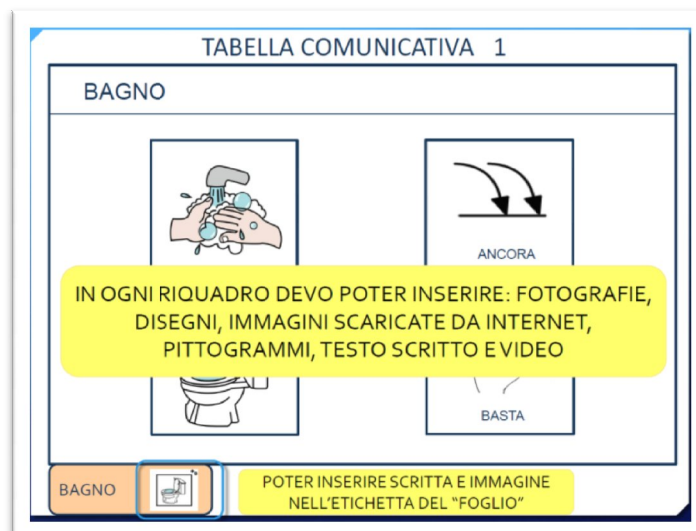 TABELLA COMUNICATIVA 1
BAGNO
ANCORA
IN OGNI RIQUADRO DEVO POTER INSERIRE: FOTOGRAFIE,
DISEGNI, IMMAGINI SCARICATE DA INTERNET,
PITTOGRAMMI, TESTO SCRITTO E VIDEO
BASTA
BAGNO
POTER INSERIRE SCRITTA E IMMAGINE
NELL'ETICHETTA DEL "FOGLIO"